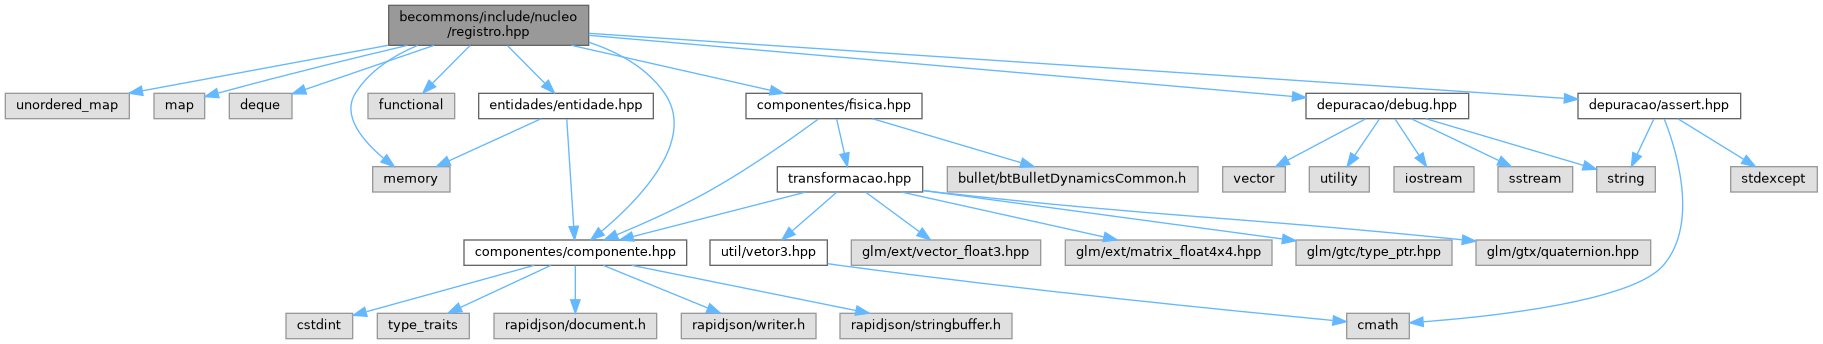 becommons/include/nucleo
/registro.hpp
unordered_map
map
deque
functional
entidades/entidade.hpp
componentes/fisica.hpp
depuracao/debug.hpp
depuracao/assert.hpp
memory
transformacao.hpp
bullet/btBulletDynamicsCommon.h
vector
utility
iostream
sstream
string
stdexcept
componentes/componente.hpp
util/vetor3.hpp
glm/ext/vector_float3.hpp
glm/ext/matrix_float4x4.hpp
glm/gtc/type_ptr.hpp
glm/gtx/quaternion.hpp
cstdint
type_traits
rapidjson/document.h
rapidjson/writer.h
rapidjson/stringbuffer.h
cmath